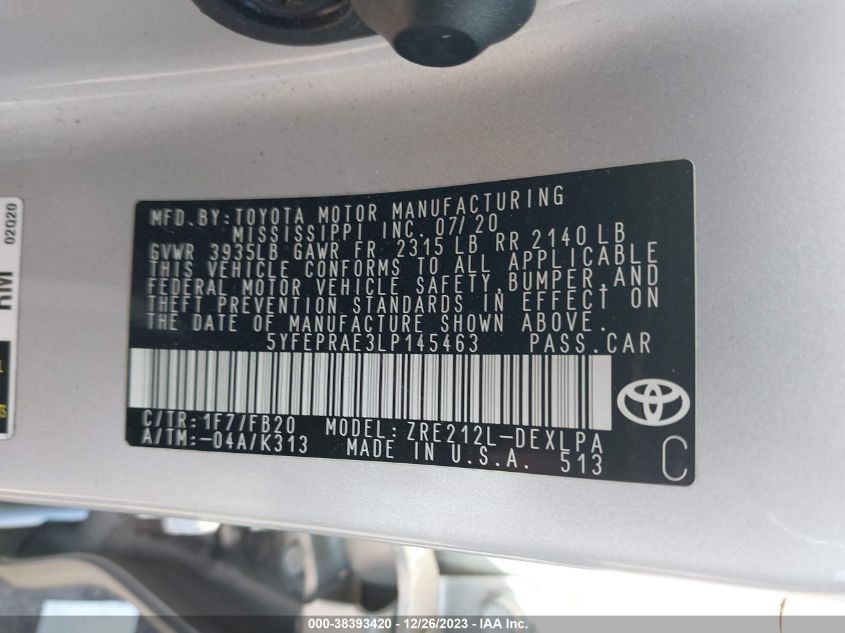 MFD.BY:TOYOTA MOTOR MANUFACTURING
MISSISSIPPI INC. 07/20
GVWR 3935LB GAWR FR 2315 LB RR 2140 LB
THIS VEHICLE CONFORMS TO ALL APPLICABLE
FEDERAL MOTOR VEHICLE SAFETY,BUMPER,AND
THEFT PREVENTION STANDARDS IN EFFECT ON
THE DATE OF MANUFACTURE SHOWN ABOVE.
5YFEPRAE3LP145463 PASS.CAR
C/TR:1F7/FB20 MODEL:ZRE212L-DEXLPA
A/TM:-04A/K313 MADE IN U.S.A. 513
C
02020
RM
000-38393420 - 12/26/2023 - IAA Inc.